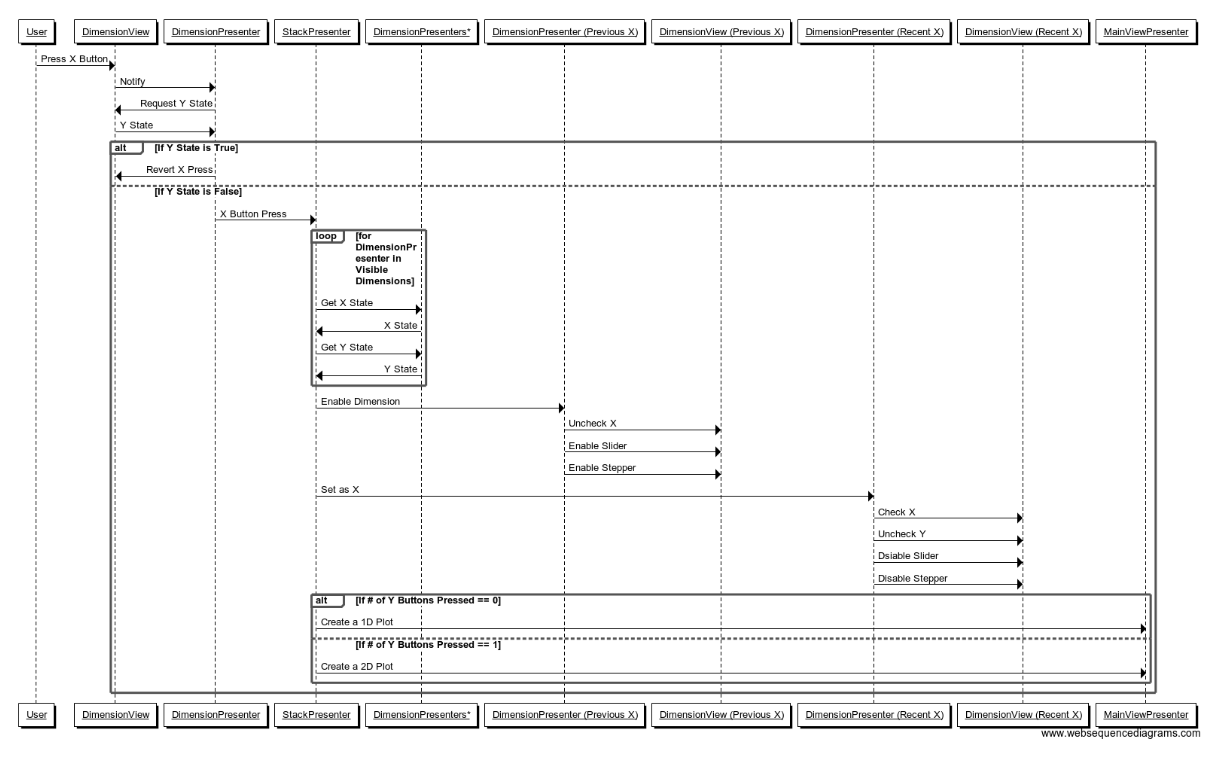 User
DimensionView
DimensionPresenter
StackPresenter
DimensionPresenters*
DimensionPresenter (Previous X)
DimensionView (Previous X)
DimensionPresenter (Recent X)
DimensionView (Recent X)
MainViewPresenter
Press X Button
Notify
Request Y State
Y State
alt
[If Y State is True]
Revert X Press
[If Y State is False]
X Button Press
loop
[for
DimensionPr
esenter in
Visible
Dimensions]
Get X State
X State
Get Y State
Y State
Enable Dimension
Uncheck X
Enable Slider
Enable Stepper
Set as X
Check X
Uncheck Y
Dsiable Slider
Disable Stepper
alt
[If # of Y Buttons Pressed == 0]
Create a 1D Plot
[If # of Y Buttons Pressed == 1]
Create a 2D Plot
User
DimensionView
DimensionPresenter
StackPresenter
DimensionPresenters*
DimensionPresenter (Previous X)
DimensionView (Previous X)
DimensionPresenter (Recent X)
DimensionView (Recent X)
MainViewPresenter
www.websequencediagrams.com